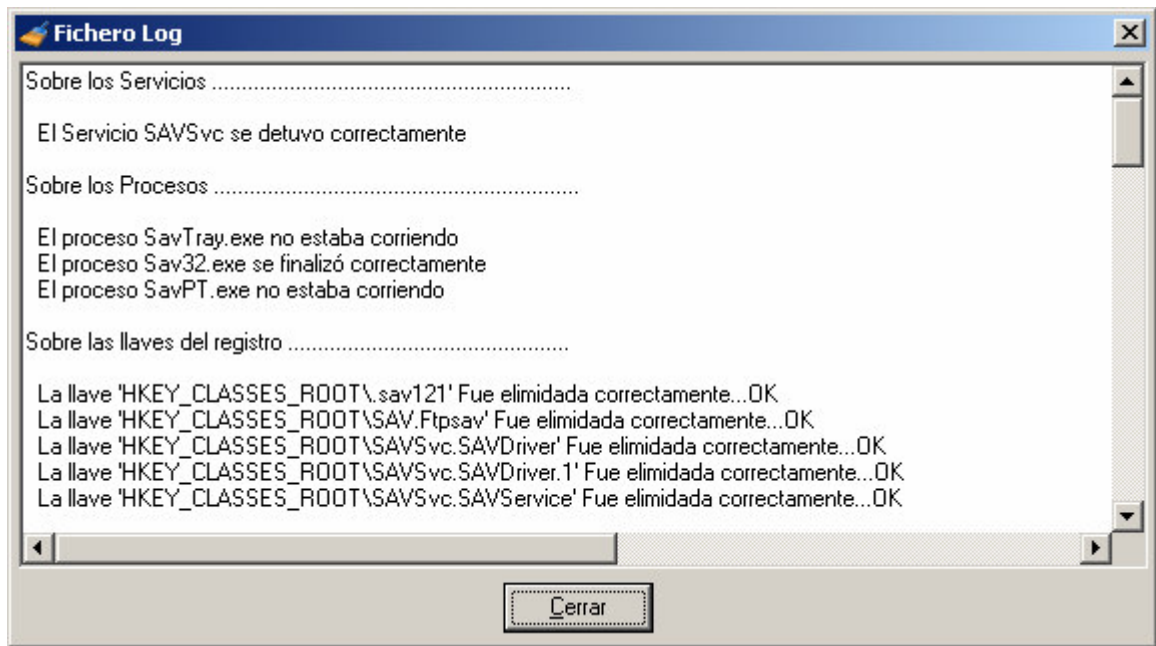 Fichero Log
Sobre los Servicios ............................................................
El Servicio SAVSvc se detuvo correctamente
Sobre los Procesos .............................................................
El proceso SavTray.exe no estaba corriendo
El proceso Sav32.exe se finalizó correctamente
El proceso SavPT.exe no estaba corriendo
Sobre las llaves del registro ...............................................
La llave 'HKEY_CLASSES_ROOT\.sav121' Fue elimidada correctamente...OK
La llave 'HKEY_CLASSES_ROOT\SAV.Ftpsav' Fue elimidada correctamente...OK
La llave 'HKEY_CLASSES_ROOT\SAVSvc.SAVDriver' Fue elimidada correctamente...OK
La llave 'HKEY_CLASSES_ROOT\SAVSvc.SAVDriver.1' Fue elimidada correctamente...OK
La llave 'HKEY_CLASSES_ROOT\SAVSvc.SAVService' Fue elimidada correctamente...OK
Cerrar